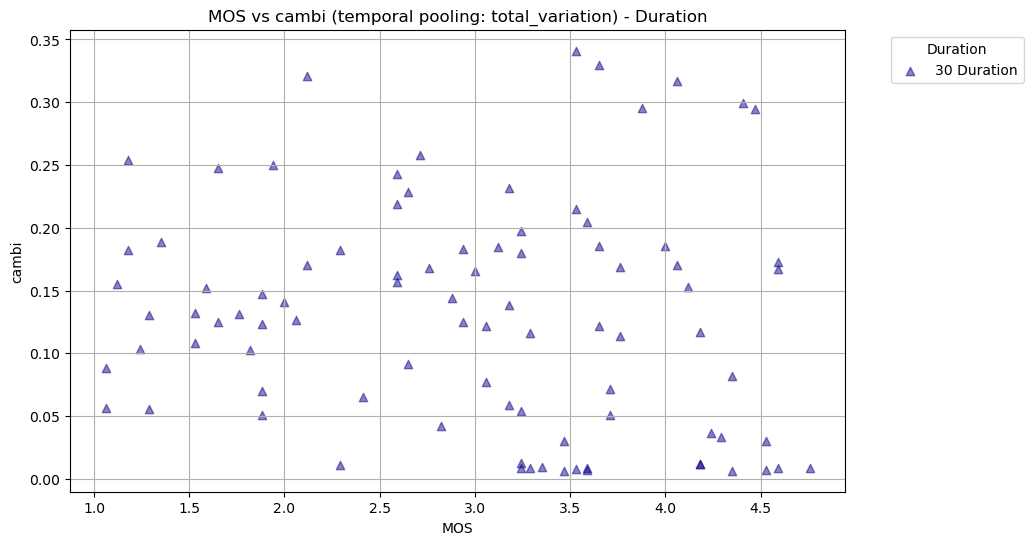 MOS vs cambi (temporal pooling: total_variation) - Duration
0.35
0.30
0.25
0.20
0.15
0.10
0.05
0.00
cambi
1.0 1.5 2.0 2.5 3.0 3.5 4.0 4.5
MOS
Duration
30 Duration